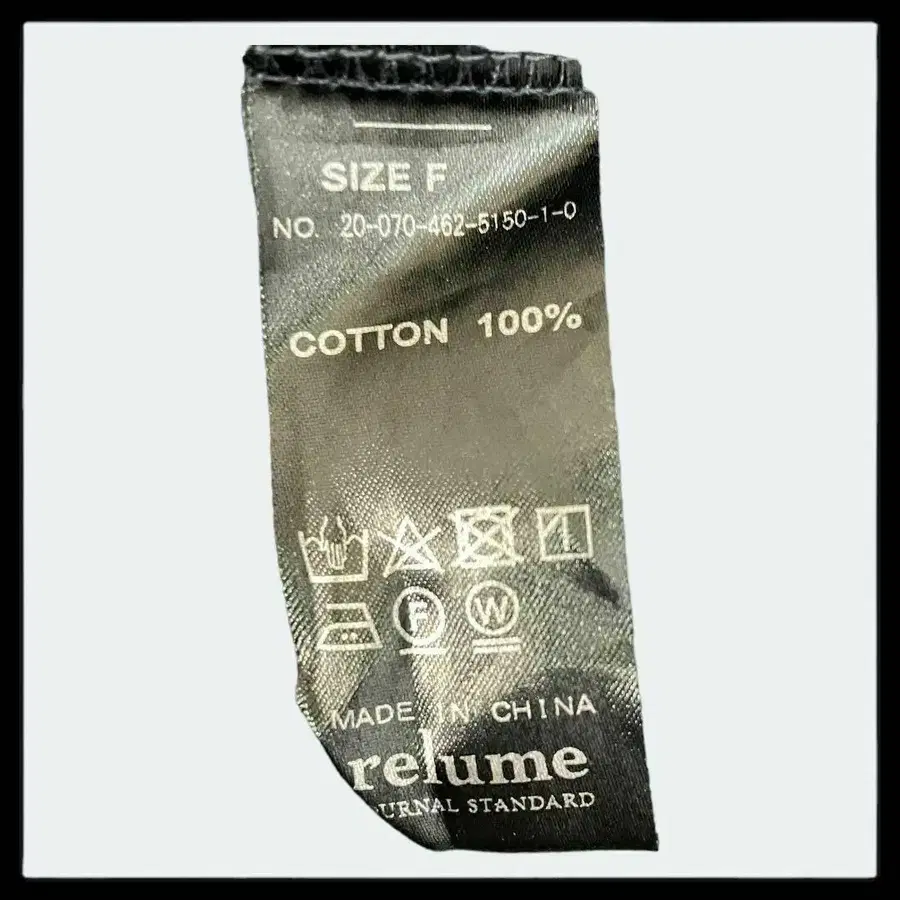 SIZE F
NO. 20-070-462-5150-1-0
COTTON 100%
F W
MADE IN CHINA
relume
URNAL STANDARD